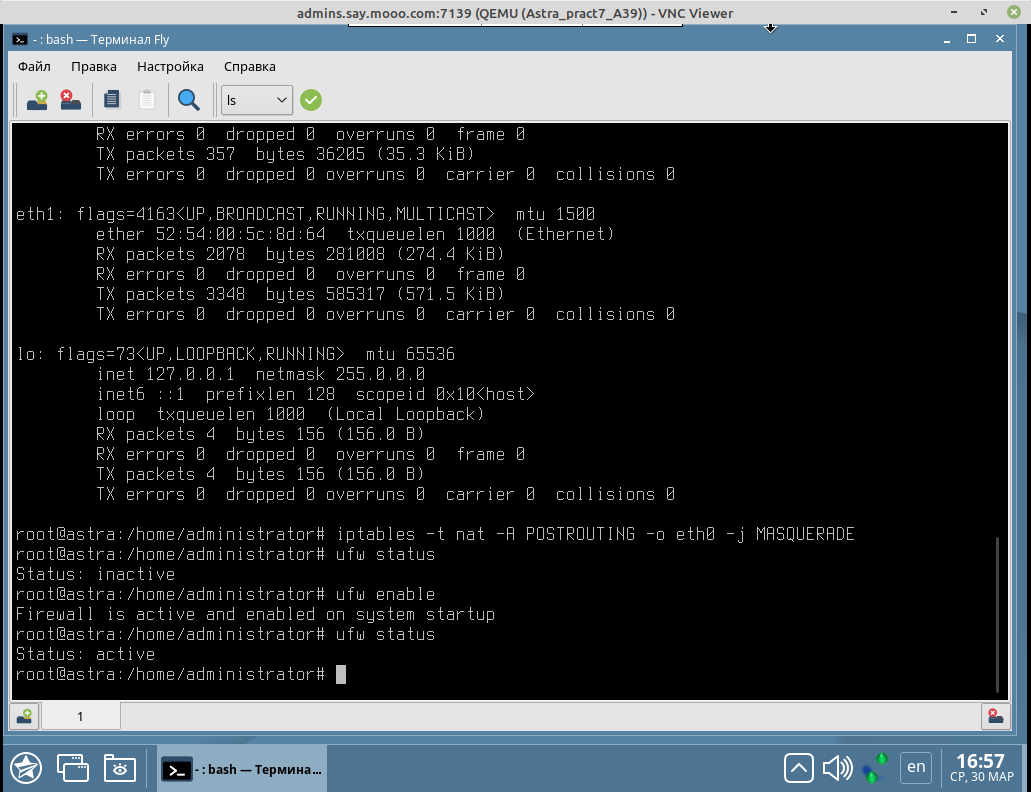 admins.say.mooo.com:7139 (QEMU (Astra_pract7_A39)) - VNC Viewer
- : bash — Терминал Fly
Файл Правка Настройка Справка
ls
RX errors 0  dropped 0  overruns 0  frame 0
TX packets 357  bytes 36205 (35.3 KiB)
TX errors 0  dropped 0 overruns 0  carrier 0  collisions 0
eth1: flags=4163<UP,BROADCAST,RUNNING,MULTICAST>  mtu 1500
ether 52:54:00:5c:8d:64  txqueuelen 1000  (Ethernet)
RX packets 2078  bytes 281008 (274.4 KiB)
RX errors 0  dropped 0  overruns 0  frame 0
TX packets 3348  bytes 585317 (571.5 KiB)
TX errors 0  dropped 0 overruns 0  carrier 0  collisions 0
lo: flags=73<UP,LOOPBACK,RUNNING>  mtu 65536
inet 127.0.0.1  netmask 255.0.0.0
inet6 ::1  prefixlen 128  scopeid 0x10<host>
loop  txqueuelen 1000  (Local Loopback)
RX packets 4  bytes 156 (156.0 B)
RX errors 0  dropped 0  overruns 0  frame 0
TX packets 4  bytes 156 (156.0 B)
TX errors 0  dropped 0 overruns 0  carrier 0  collisions 0
root@astra:/home/administrator# iptables -t nat -A POSTROUTING -o eth0 -j MASQUERADE
root@astra:/home/administrator# ufw status
Status: inactive
root@astra:/home/administrator# ufw enable
Firewall is active and enabled on system startup
root@astra:/home/administrator# ufw status
Status: active
root@astra:/home/administrator#
1
- : bash — Термина...
en
16:57
СР, 30 МАР